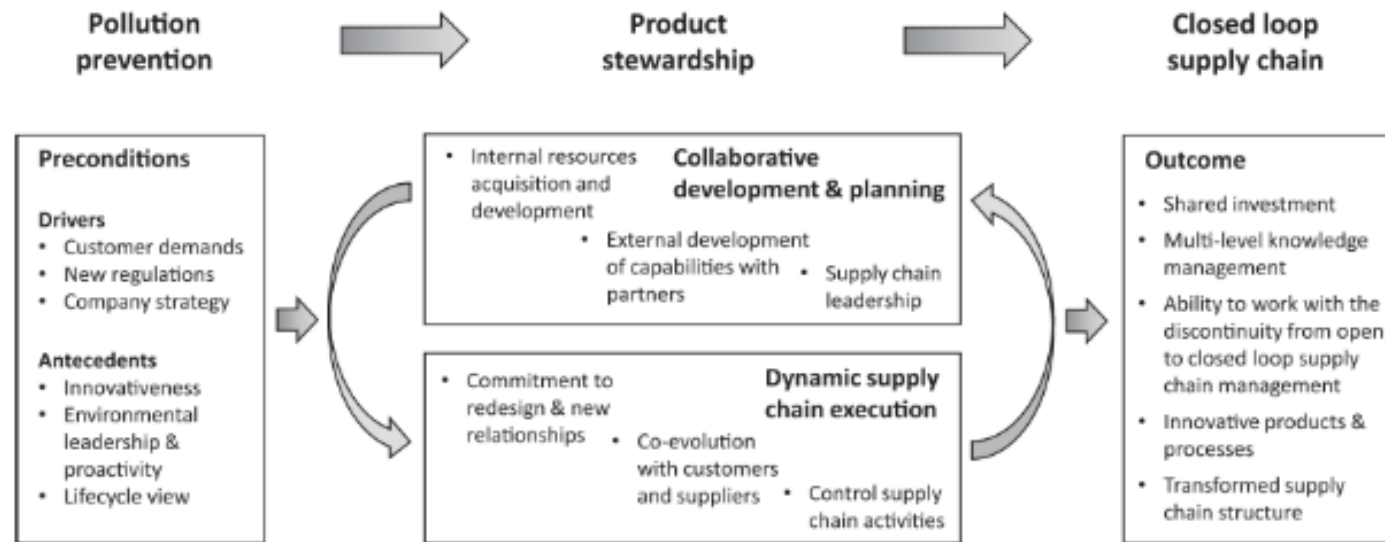 Pollution
prevention
Product
stewardship
Closed loop
supply chain
Preconditions
Drivers
• Customer demands
• New regulations
• Company strategy
Antecedents
• Innovativeness
• Environmental
leadership &
proactivity
• Lifecycle view
• Internal resources
acquisition and
development
Collaborative
development & planning
• External development
of capabilities with
partners
• Supply chain
leadership
• Commitment to
redesign & new
relationships
Dynamic supply
chain execution
• Co-evolution
with customers
and suppliers
• Control supply
chain activities
Outcome
• Shared investment
• Multi-level knowledge
management
• Ability to work with the
discontinuity from open
to closed loop supply
chain management
• Innovative products &
processes
• Transformed supply
chain structure